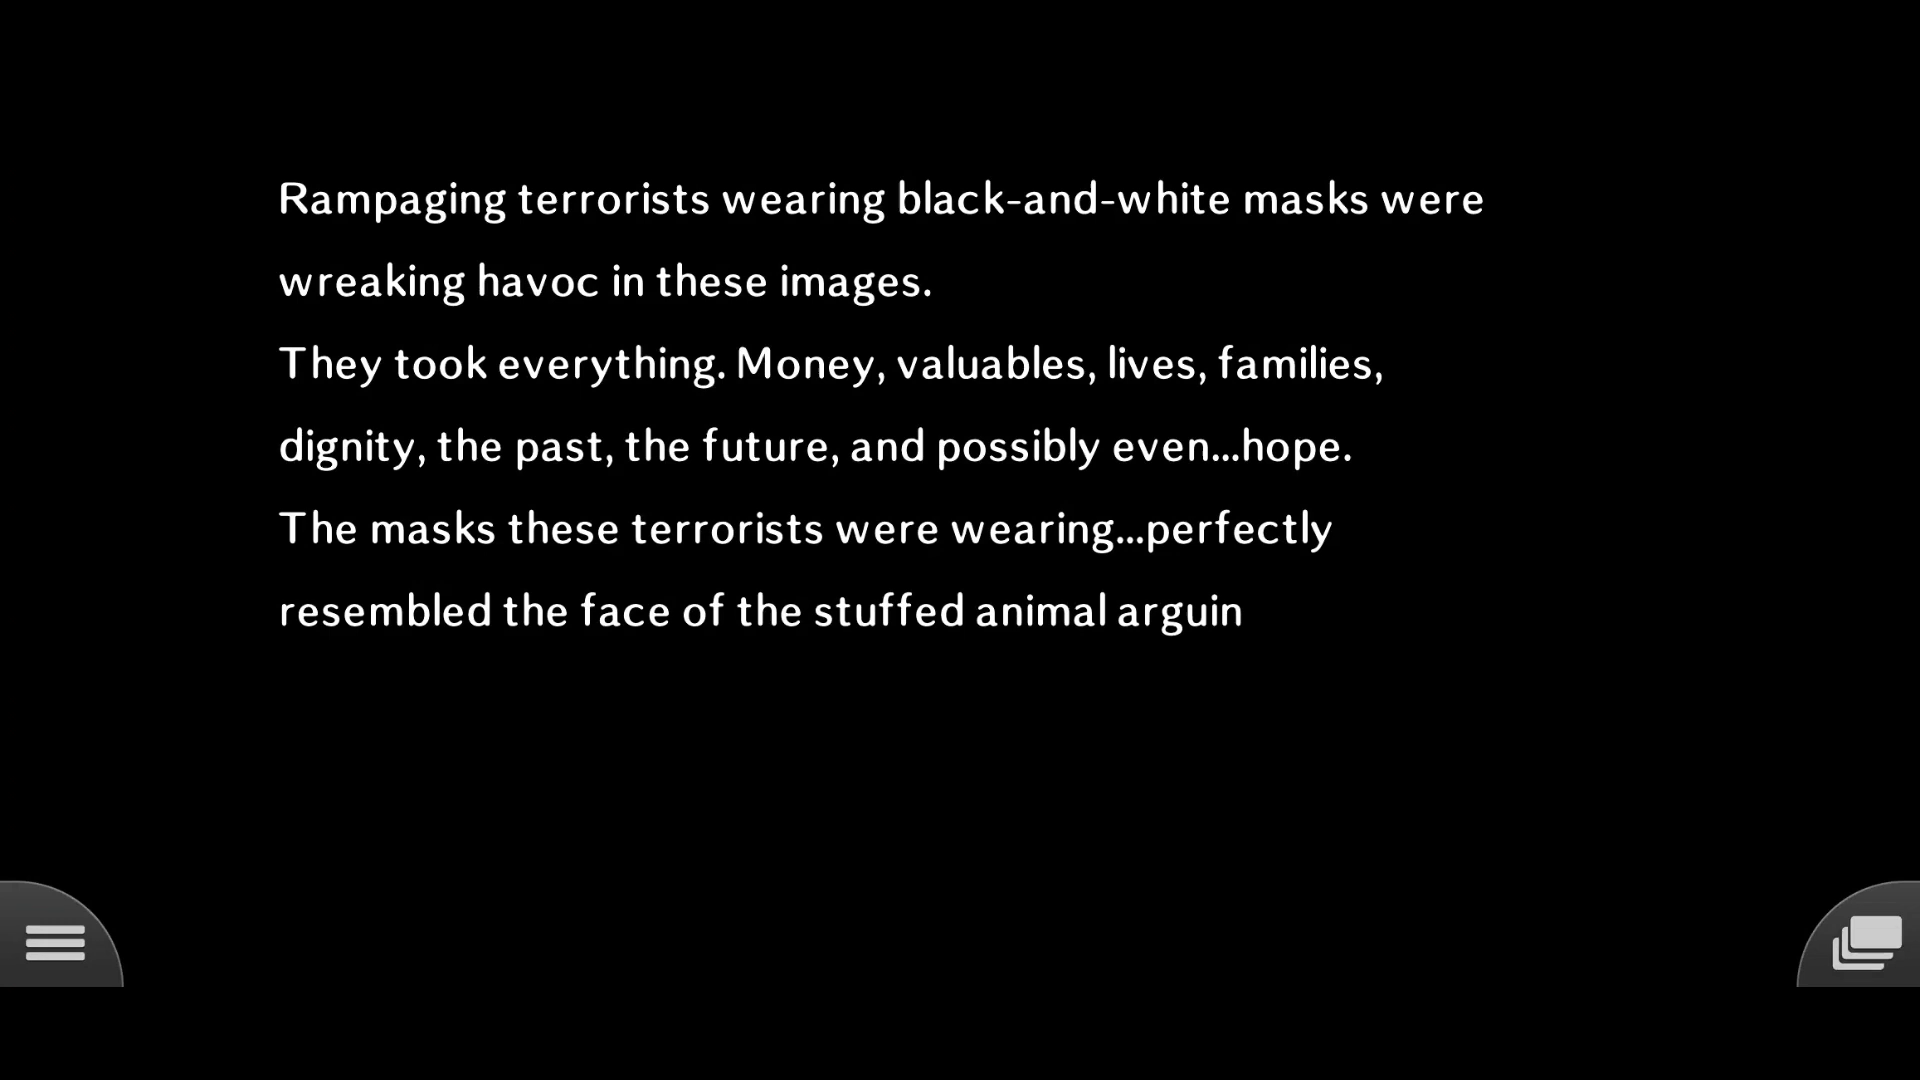 Rampaging terrorists wearing black-and-white masks were
wreaking havoc in these images.
They took everything. Money, valuables, lives, families,
dignity, the past, the future, and possibly even...hope.
The masks these terrorists were wearing...perfectly
resembled the face of the stuffed animal arguin